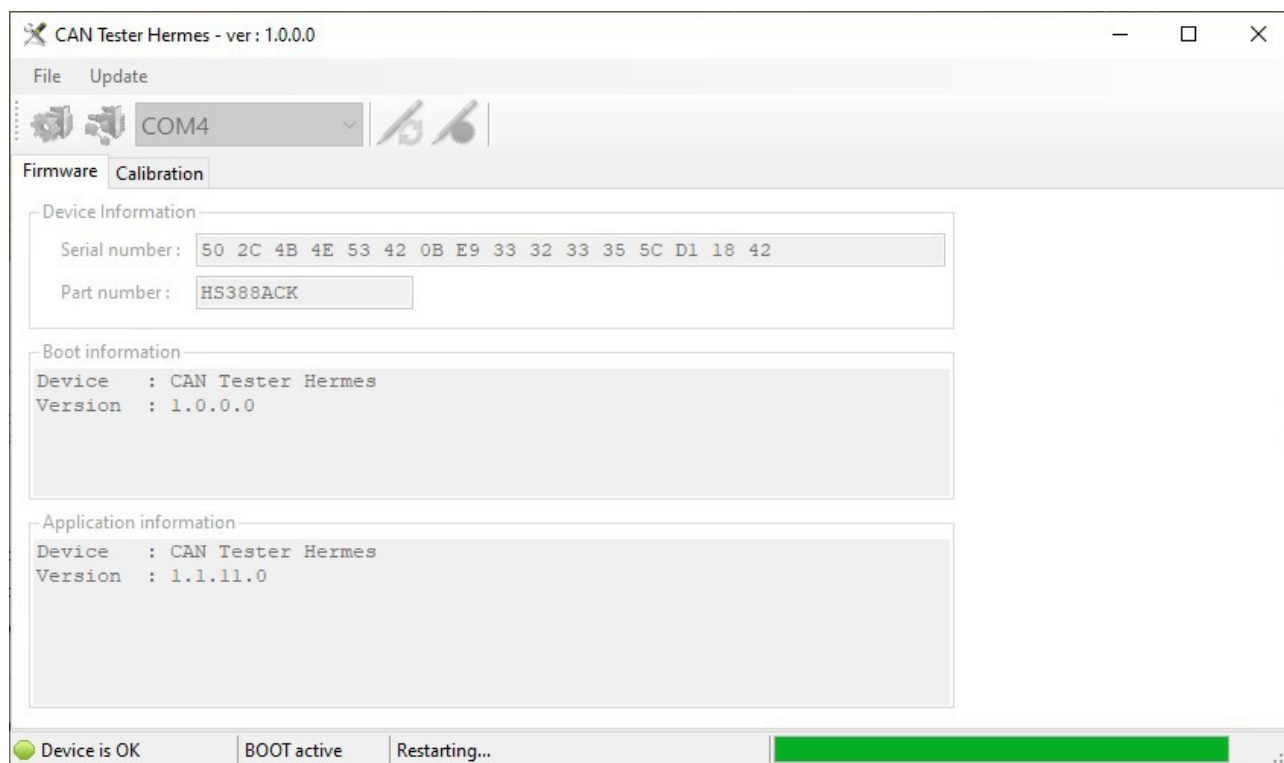 CAN Tester Hermes - ver : 1.0.0.0
File Update
COM4
Firmware Calibration
Device Information
Serial number : 50 2C 4B 4E 53 42 0B E9 33 32 33 35 5C D1 18 42
Part number : HS388ACK
Boot information
Device : CAN Tester Hermes
Version : 1.0.0.0
Application information
Device : CAN Tester Hermes
Version : 1.1.11.0
Device is OK BOOT active Restarting...